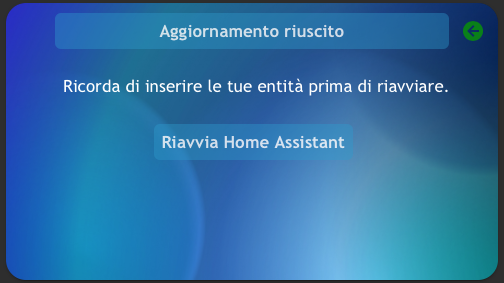 Aggiornamento riuscito
Ricorda di inserire le tue entità prima di riavviare.
Riavvia Home Assistant